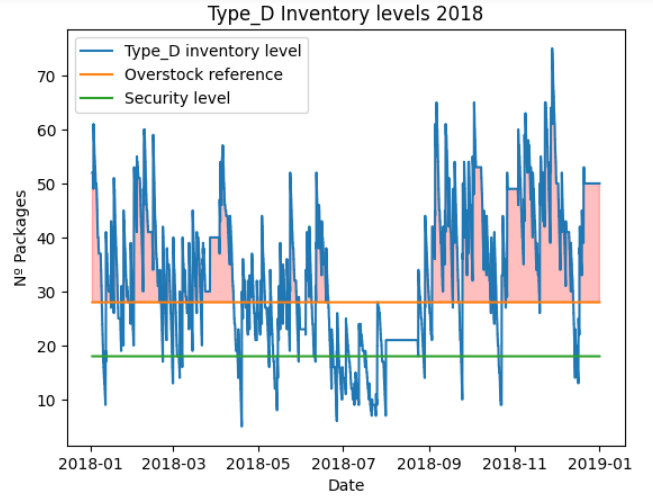 Type_D Inventory levels 2018
Type_D inventory level
Overstock reference
Security level
70
60
50
40
30
20
10
Nº Packages
2018-01 2018-03 2018-05 2018-07 2018-09 2018-11 2019-01
Date